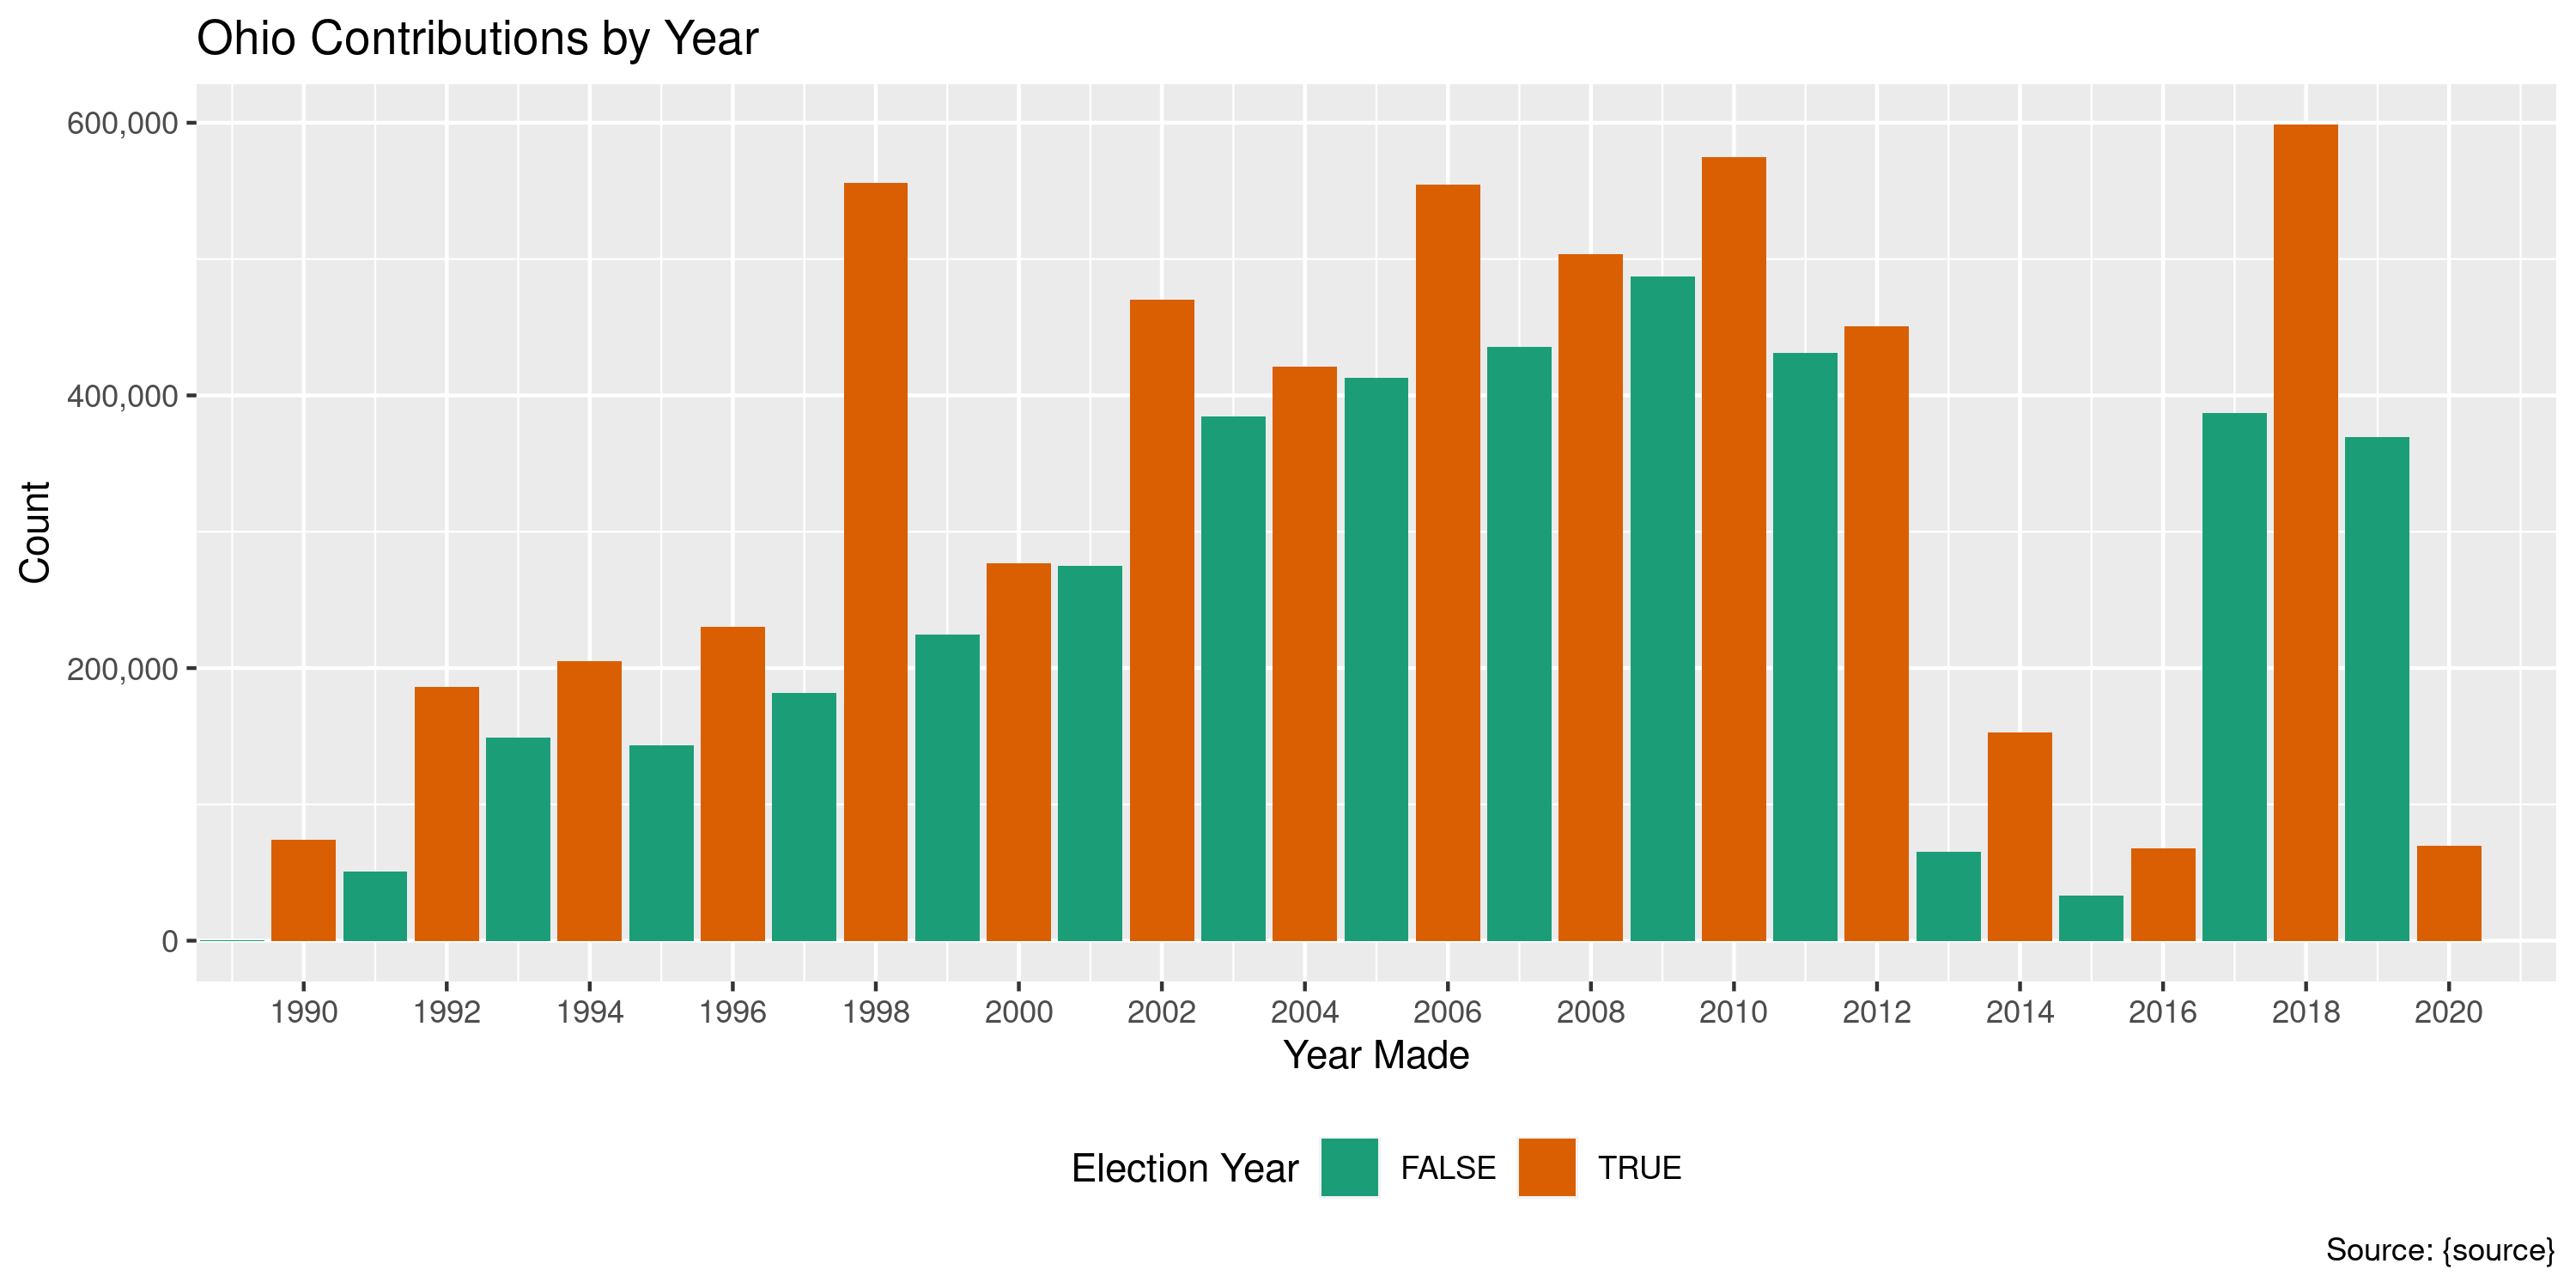 Ohio Contributions by Year
600,000
400,000
200,000
0
Count
1990 1992 1994 1996 1998 2000 2002 2004 2006 2008 2010 2012 2014 2016 2018 2020
Year Made
Election Year FALSE TRUE
Source: {source}